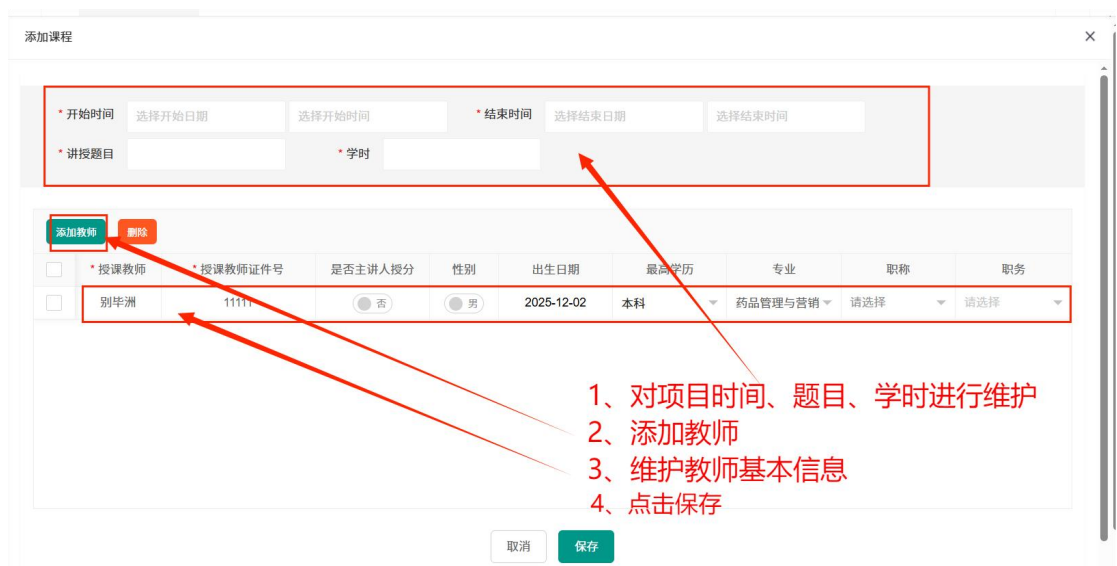 添加课程 ×
* 开始时间 选择开始日期 选择开始时间 * 结束时间 选择结束日期 选择结束时间
* 讲授题目 * 学时
添加教师 删除
* 授课教师 * 授课教师证件号 是否主讲人授分 性别 出生日期 最高学历 专业 职称 职务
别毕洲 11111 否 男 2025-12-02 本科 药品管理与营销 请选择 请选择
1、对项目时间、题目、学时进行维护
2、添加教师
3、维护教师基本信息
4、点击保存
取消 保存